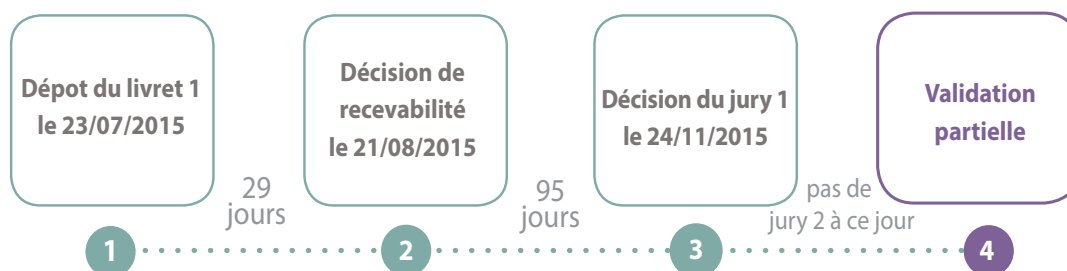 Dépot du livret 1
le 23/07/2015
Décision de
recevabilité
le 21/08/2015
Décision du jury 1
le 24/11/2015
Validation
partielle
29
jours
95
jours
pas de
jury 2 à ce jour
1
2
3
4